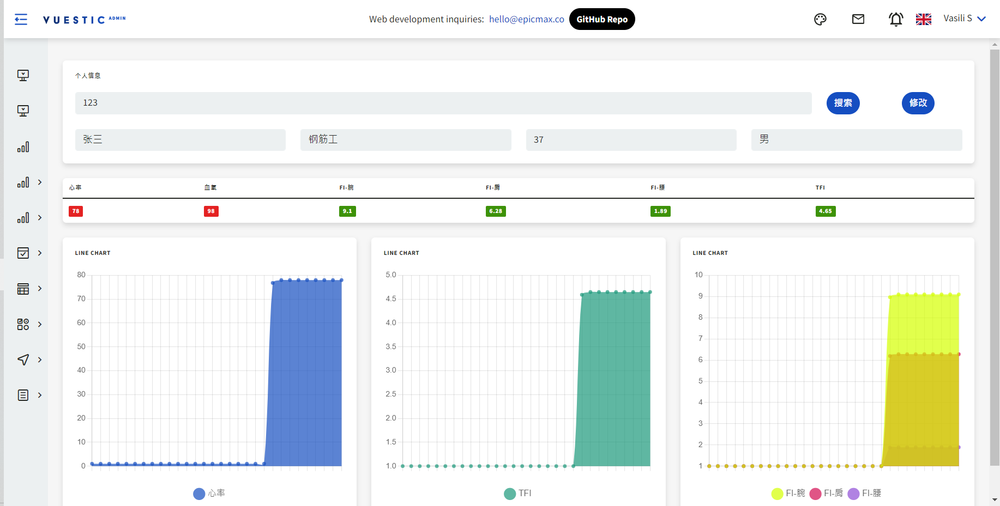 VUESTIC ADMIN
Web development inquiries: hello@epicmax.co
GitHub Repo
Vasili S
个人信息
123
搜索
修改
张三
钢筋工
37
男
心率 血氧 FI-腕 FI-肩 FI-腰 TFI
78 98 9.1 6.28 1.89 4.65
LINE CHART
80
70
60
50
40
30
20
10
0
心率
LINE CHART
5.0
4.5
4.0
3.5
3.0
2.5
2.0
1.5
1.0
TFI
LINE CHART
10
9
8
7
6
5
4
3
2
1
FI-腕 FI-肩 FI-腰